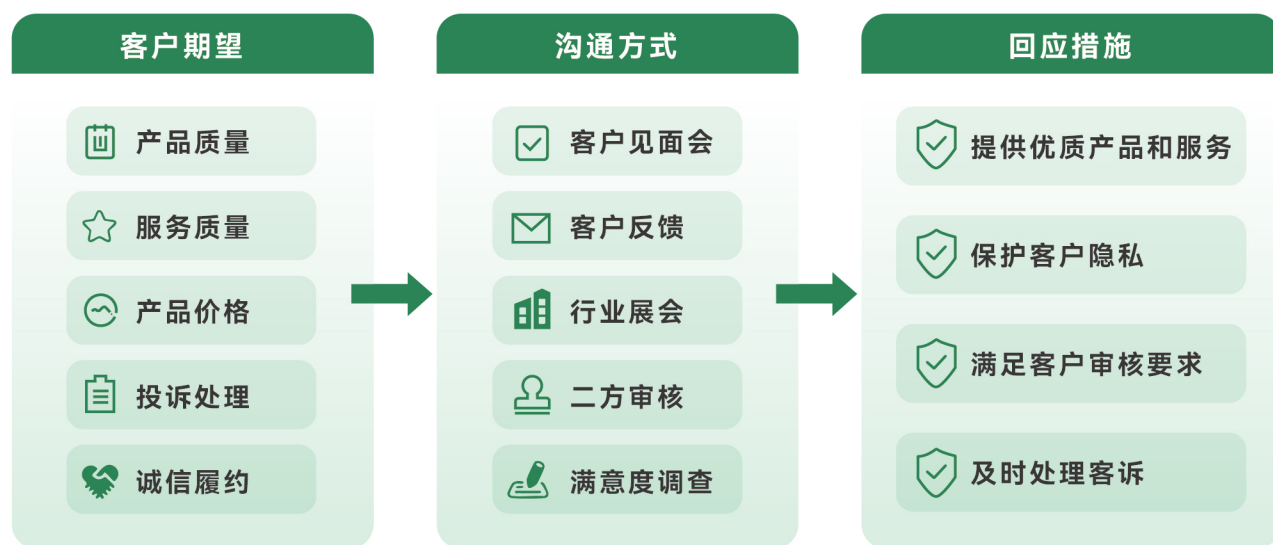 客户期望
产品质量
服务质量
产品价格
投诉处理
诚信履约
沟通方式
客户见面会
客户反馈
行业展会
二方审核
满意度调查
回应措施
提供优质产品和服务
保护客户隐私
满足客户审核要求
及时处理客诉